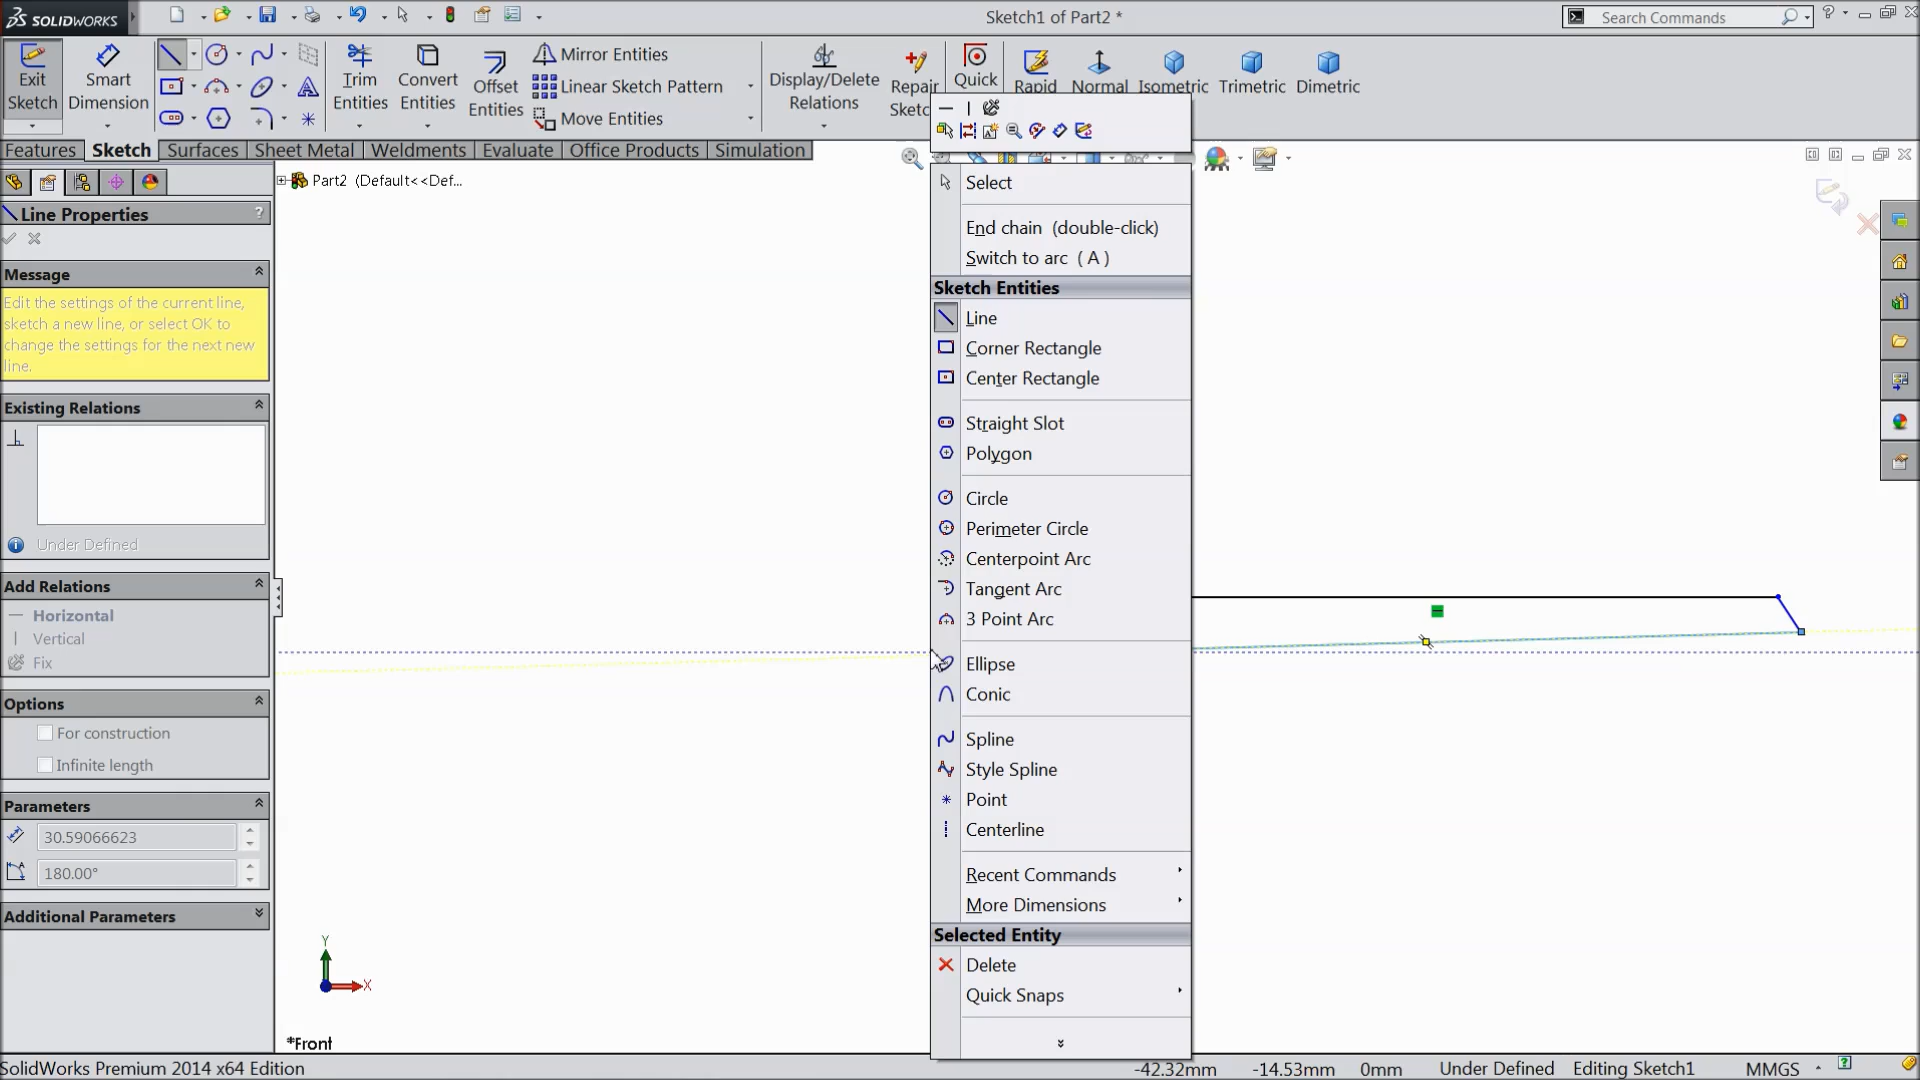 SOLIDWORKS
Sketch1 of Part2 *
Search Commands
Exit Sketch
Smart Dimension
Trim Entities
Convert Entities
Offset Entities
Mirror Entities
Linear Sketch Pattern
Move Entities
Display/Delete Relations
Repair
Quick
Rapid
Normal
Isometric
Trimetric
Dimetric
Features
Sketch
Surfaces
Sheet Metal
Weldments
Evaluate
Office Products
Simulation
Part2 (Default<<Def...
Line Properties
?
Message
Edit the settings of the current line,
sketch a new line, or select OK to
change the settings for the next new
line.
Existing Relations
Under Defined
Add Relations
Horizontal
Vertical
Fix
Options
For construction
Infinite length
Parameters
30.59066623
180.00°
Additional Parameters
Select
End chain (double-click)
Switch to arc ( A )
Sketch Entities
Line
Corner Rectangle
Center Rectangle
Straight Slot
Polygon
Circle
Perimeter Circle
Centerpoint Arc
Tangent Arc
3 Point Arc
Ellipse
Conic
Spline
Style Spline
Point
Centerline
Recent Commands
More Dimensions
Selected Entity
Delete
Quick Snaps
Y
X
*Front
SolidWorks Premium 2014 x64 Edition
-42.32mm
-14.53mm
0mm
Under Defined
Editing Sketch1
MMGS